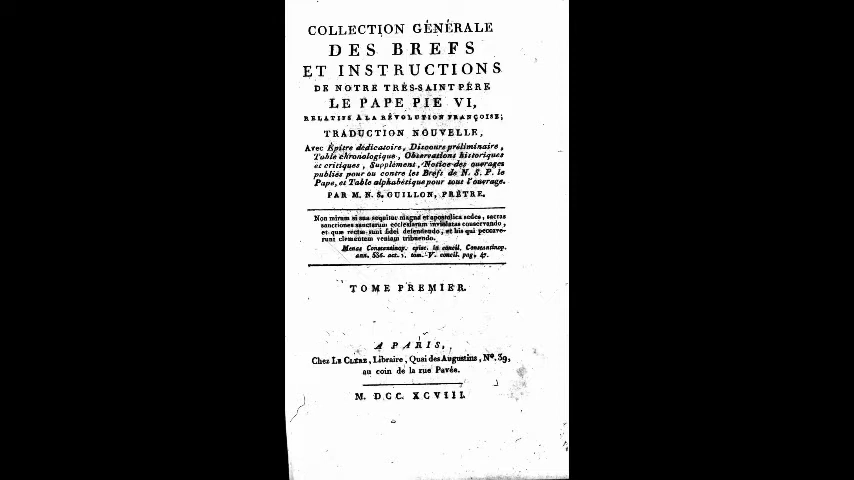 COLLECTION GÉNÉRALE
DES BREFS
ET INSTRUCTIONS
DE NOTRE TRÈS-SAINT PÈRE
LE PAPE PIE VI,
RELATIFS A LA RÉVOLUTION FRANÇOISE;
TRADUCTION NOUVELLE,
Avec Épître dédicatoire, Discours préliminaire,
Table chronologique, Observations historiques
et critiques, Supplément, Notice des ouvrages
publiés pour ou contre les Brefs de N. S. P. le
Pape, et Table alphabétique pour tout l'ouvrage.
PAR M. N. S. GUILLON, PRÊTRE.
Non mirum si sua sequitur magna et apostolica sedes, sacras
sanctiones sanctarum ecclesiarum inviolatas conservando,
et quæ rectæ sunt fidei defendendo, et his qui peccave-
runt clementem veniam tribuendo.
Menas Constantinop. episc. in concil. Constantinop.
ann. 536. act. 1. tom. V. concil. pag. 47.
TOME PREMIER.
A PARIS,
Chez LE CLERE, Libraire, Quai des Augustins, Nº. 39,
au coin de la rue Pavée.
M. DCC. XCVIII.